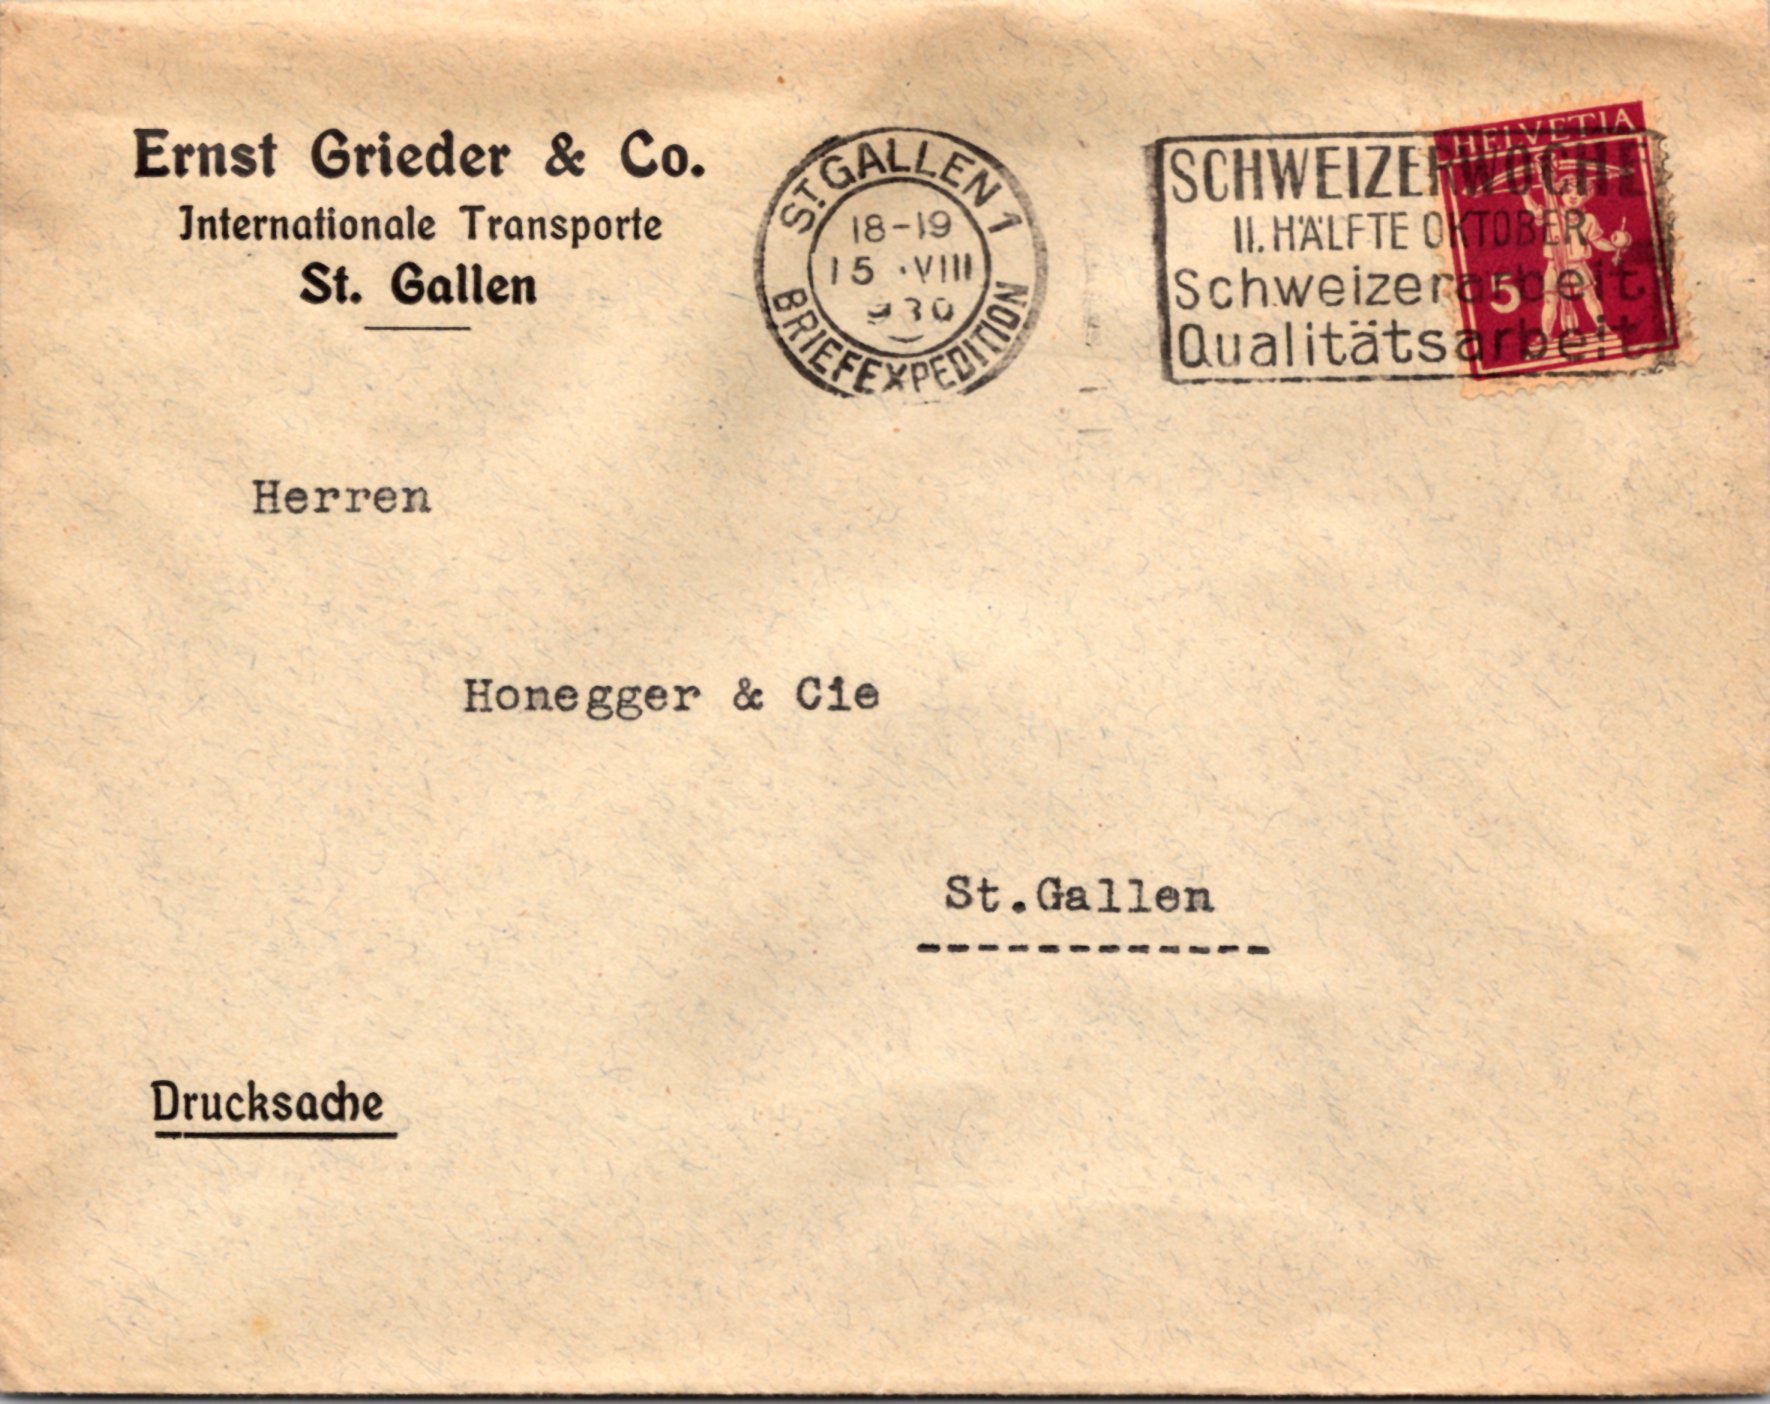 Ernst Grieder & Co.
Internationale Transporte
St. Gallen
ST. GALLEN 1
18-19
15 .VIII
930
BRIEFEXPEDITION
SCHWEIZERWOCHE
II. HÄLFTE OKTOBER
Schweizerarbeit
Qualitätsarbeit
HELVETIA
5
Herren
Honegger & Cie
St.Gallen
Drucksache